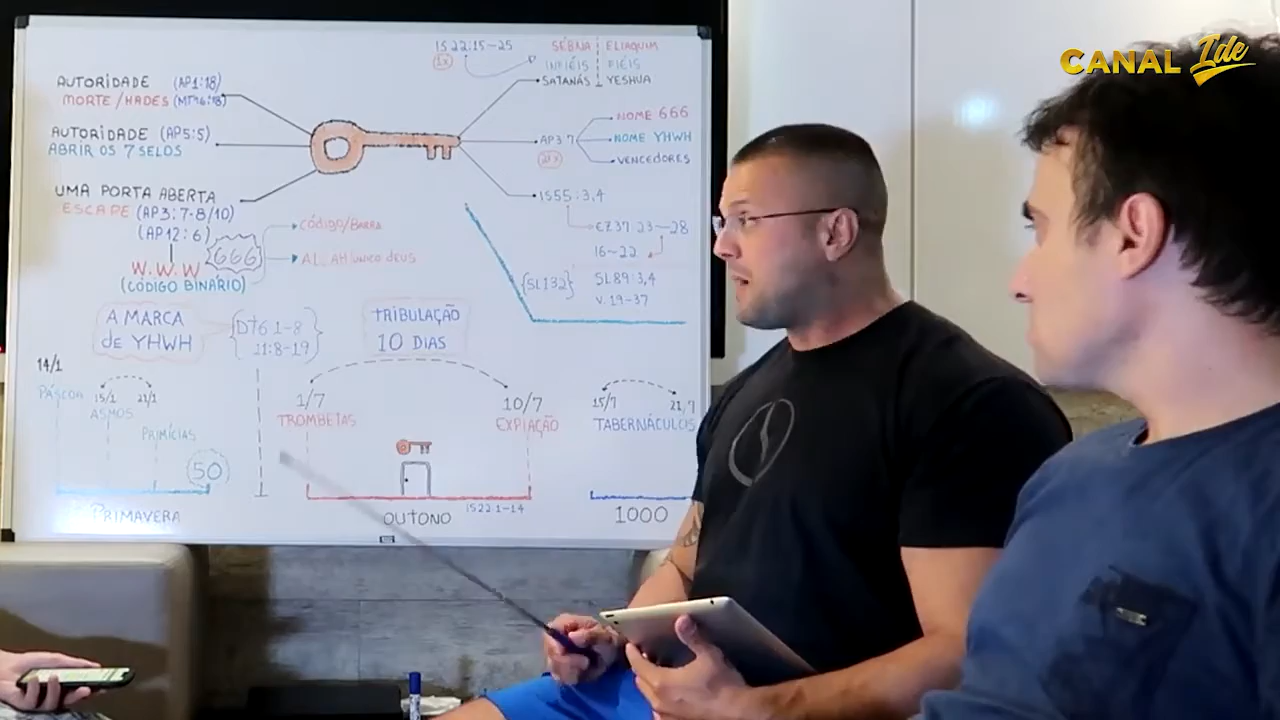 CANAL Ide
IS 22:15-25
1x
SÉBNA
INFIÉIS
SATANÁS
ELIAQUIM
FIÉIS
YESHUA
AUTORIDADE (AP1:18)
MORTE/HADES (MT16:18)
AUTORIDADE (AP5:5)
ABRIR OS 7 SELOS
UMA PORTA ABERTA
ESCAPE (AP3:7-8/10)
(AP12:6)
W.W.W
(CÓDIGO BINÁRIO)
666
CÓDIGO/BARRA
AL, AH ÚNICO DEUS
AP3 7
NOME 666
NOME YHWH
VENCEDORES
IS55:3,4
EZ37:23-28
16-22
{SL132}
SL89:3,4
V. 19-37
A MARCA
de YHWH
{DT6:1-8
11:8-19}
TRIBULAÇÃO
10 DIAS
14/1
PÁSCOA
15/1
21/1
ASMOS
PRIMÍCIAS
50
PRIMAVERA
1/7
TROMBETAS
10/7
EXPIAÇÃO
OUTONO
IS22:1-14
15/7
21,7
TABERNÁCULOS
1000